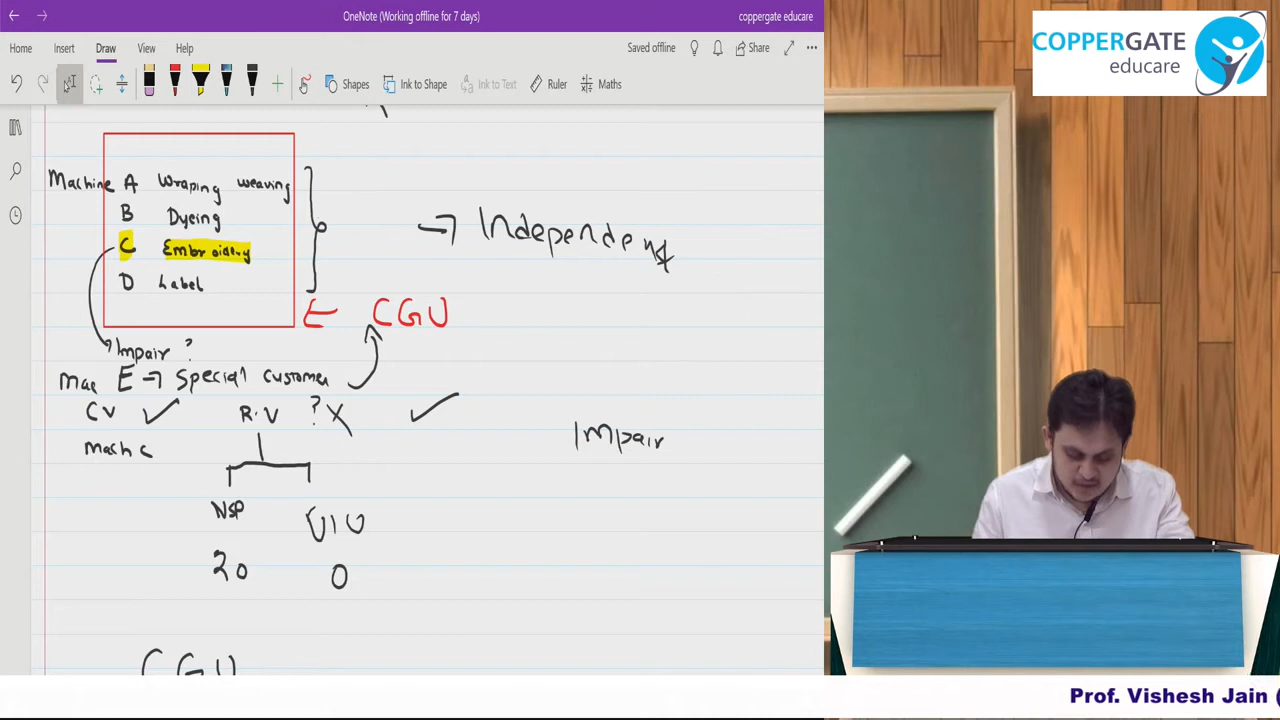 OneNote (Working offline for 7 days)
coppergate educare
Home Insert Draw View Help
Saved offline
Share
Shapes
Ink to Shape
Ink to Text
Ruler
Maths
COPPERGATE
educare
Machine A Wraping weaving
B Dyeing
C Embroidery
D Label
→ Independent
E CGU
Impair ?
Mac E → Special customer
CV ✓ R.V ? X ✓
Mach C
Impair
NSP
VIU
20 0
CGU
Prof. Vishesh Jain (